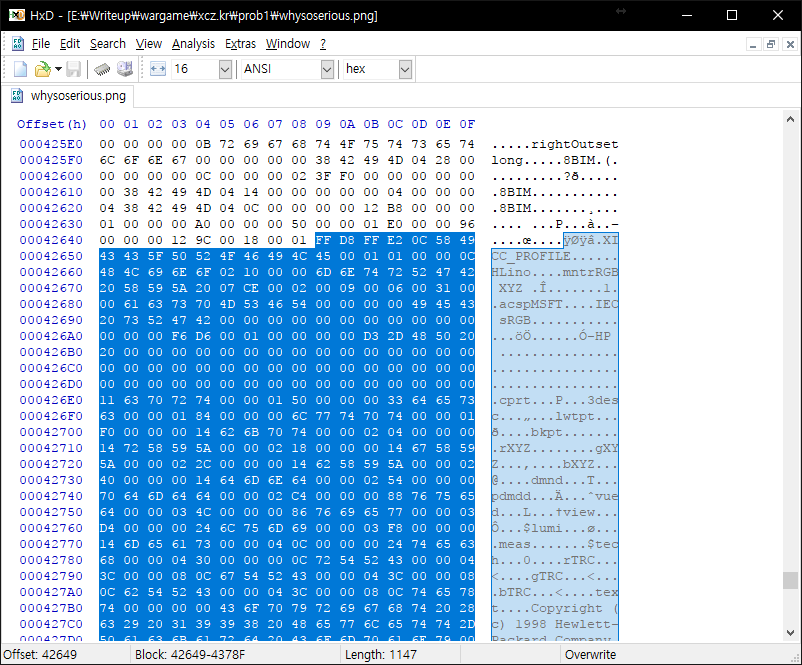 HxD - [E:₩Writeup₩wargame₩xcz.kr₩prob1₩whysoserious.png]
File Edit Search View Analysis Extras Window ?
16 ANSI hex
whysoserious.png
Offset(h) 00 01 02 03 04 05 06 07 08 09 0A 0B 0C 0D 0E 0F
000425E0 00 00 00 00 0B 72 69 67 68 74 4F 75 74 73 65 74 .....rightOutset
000425F0 6C 6F 6E 67 00 00 00 00 00 38 42 49 4D 04 28 00 long.....8BIM.(.
00042600 00 00 00 00 0C 00 00 00 02 3F F0 00 00 00 00 00 .........?ð.....
00042610 00 38 42 49 4D 04 14 00 00 00 00 00 04 00 00 00 .8BIM...........
00042620 04 38 42 49 4D 04 0C 00 00 00 00 12 B8 00 00 00 .8BIM.......¸...
00042630 01 00 00 00 A0 00 00 00 50 00 00 01 E0 00 00 96 .... ...P...à..–
00042640 00 00 00 12 9C 00 18 00 01 FF D8 FF E2 0C 58 49 ....œ....ÿØÿâ.XI
00042650 43 43 5F 50 52 4F 46 49 4C 45 00 01 01 00 00 0C CC_PROFILE......
00042660 48 4C 69 6E 6F 02 10 00 00 6D 6E 74 72 52 47 42 HLino....mntrRGB
00042670 20 58 59 5A 20 07 CE 00 02 00 09 00 06 00 31 00 XYZ .Î.......1.
00042680 00 61 63 73 70 4D 53 46 54 00 00 00 00 49 45 43 .acspMSFT....IEC
00042690 20 73 52 47 42 00 00 00 00 00 00 00 00 00 00 00 sRGB...........
000426A0 00 00 00 F6 D6 00 01 00 00 00 00 D3 2D 48 50 20 ...öÖ......Ó-HP
000426B0 20 00 00 00 00 00 00 00 00 00 00 00 00 00 00 00 ...............
000426C0 00 00 00 00 00 00 00 00 00 00 00 00 00 00 00 00 ................
000426D0 00 00 00 00 00 00 00 00 00 00 00 00 00 00 00 00 ................
000426E0 11 63 70 72 74 00 00 01 50 00 00 00 33 64 65 73 .cprt...P...3des
000426F0 63 00 00 01 84 00 00 00 6C 77 74 70 74 00 00 01 c...„...lwtpt...
00042700 F0 00 00 00 14 62 6B 70 74 00 00 02 04 00 00 00 ð....bkpt.......
00042710 14 72 58 59 5A 00 00 02 18 00 00 00 14 67 58 59 .rXYZ........gXY
00042720 5A 00 00 02 2C 00 00 00 14 62 58 59 5A 00 00 02 Z...,....bXYZ...
00042730 40 00 00 00 14 64 6D 6E 64 00 00 02 54 00 00 00 @....dmnd...T...
00042740 70 64 6D 64 64 00 00 02 C4 00 00 00 88 76 75 65 pdmdd...Ä...ˆvue
00042750 64 00 00 03 4C 00 00 00 86 76 69 65 77 00 00 03 d...L...†view...
00042760 D4 00 00 00 24 6C 75 6D 69 00 00 03 F8 00 00 00 Ô...$lumi...ø...
00042770 14 6D 65 61 73 00 00 04 0C 00 00 00 24 74 65 63 .meas.......$tec
00042780 68 00 00 04 30 00 00 00 0C 72 54 52 43 00 00 04 h...0....rTRC...
00042790 3C 00 00 08 0C 67 54 52 43 00 00 04 3C 00 00 08 <....gTRC...<...
000427A0 0C 62 54 52 43 00 00 04 3C 00 00 08 0C 74 65 78 .bTRC...<....tex
000427B0 74 00 00 00 00 43 6F 70 79 72 69 67 68 74 20 28 t....Copyright (
000427C0 63 29 20 31 39 39 38 20 48 65 77 6C 65 74 74 2D c) 1998 Hewlett-
000427D0 50 61 63 6B 61 72 64 20 43 6F 6D 70 61 6E 79 00 Packard Company.
Offset: 42649 Block: 42649-4378F Length: 1147 Overwrite